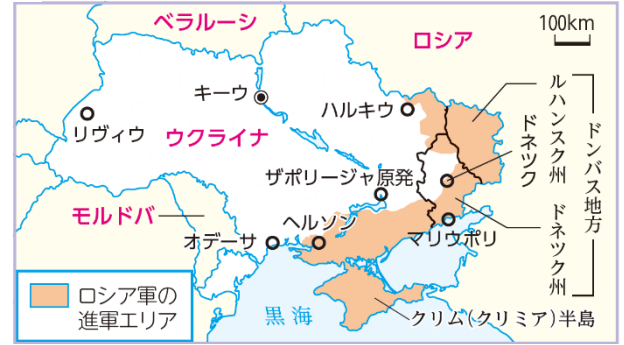 ベラルーシ
ロシア
100km
キーウ
ハルキウ
リヴィウ
ウクライナ
ルハンスク州
ドネツク
ドンバス地方
ザポリージャ原発
モルドバ
ヘルソン
オデーサ
マリウポリ
ドネツク州
ロシア軍の
進軍エリア
黒海
クリム(クリミア)半島